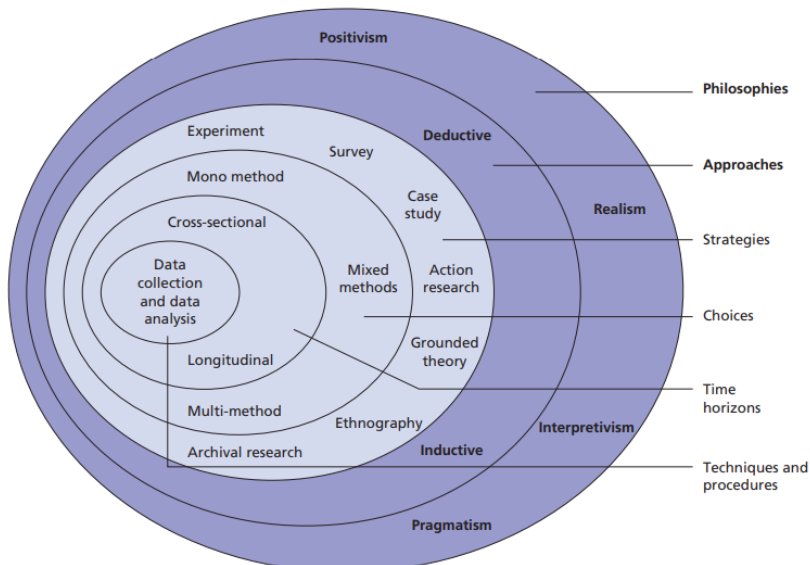 Positivism
Philosophies
Experiment
Deductive
Survey
Approaches
Mono method
Case
study
Realism
Cross-sectional
Strategies
Data
collection
and data
analysis
Mixed
methods
Action
research
Choices
Grounded
theory
Longitudinal
Time
horizons
Multi-method
Ethnography
Interpretivism
Archival research
Inductive
Techniques and
procedures
Pragmatism